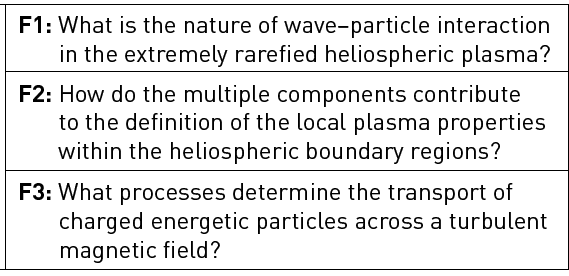 F1: What is the nature of wave–particle interaction
in the extremely rarefied heliospheric plasma?
F2: How do the multiple components contribute
to the definition of the local plasma properties
within the heliospheric boundary regions?
F3: What processes determine the transport of
charged energetic particles across a turbulent
magnetic field?